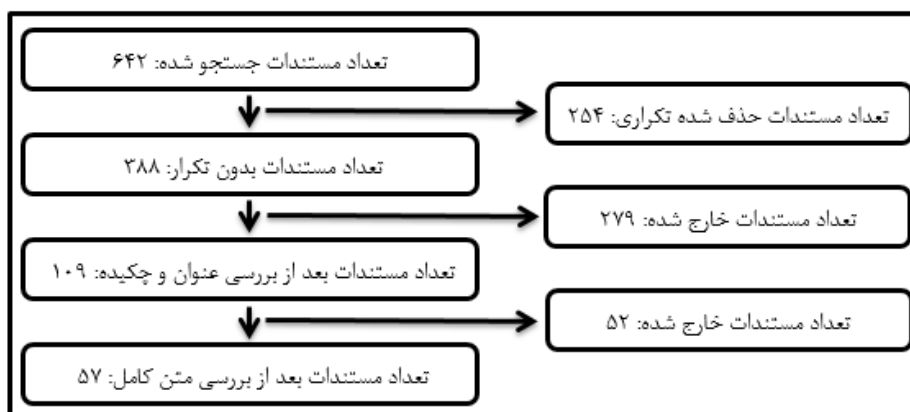 تعداد مستندات جستجو شده: ۶۴۲
تعداد مستندات حذف شده تکراری: ۲۵۴
تعداد مستندات بدون تکرار: ۳۸۸
تعداد مستندات خارج شده: ۲۷۹
تعداد مستندات بعد از بررسی عنوان و چکیده: ۱۰۹
تعداد مستندات خارج شده: ۵۲
تعداد مستندات بعد از بررسی متن کامل: ۵۷